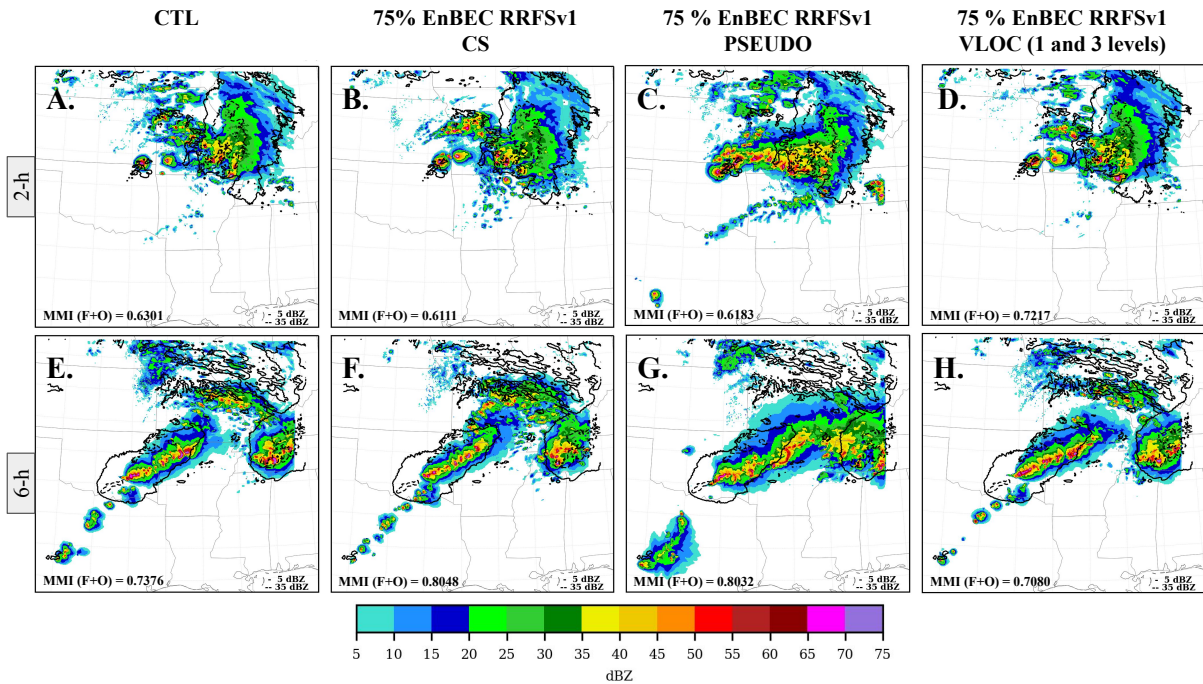 CTL
75% EnBEC RRFSv1
CS
75 % EnBEC RRFSv1
PSEUDO
75 % EnBEC RRFSv1
VLOC (1 and 3 levels)
2-h
A.
MMI (F+O) = 0.6301
- 5 dBZ
-- 35 dBZ
B.
MMI (F+O) = 0.6111
- 5 dBZ
-- 35 dBZ
C.
MMI (F+O) = 0.6183
- 5 dBZ
-- 35 dBZ
D.
MMI (F+O) = 0.7217
- 5 dBZ
-- 35 dBZ
6-h
E.
MMI (F+O) = 0.7376
- 5 dBZ
-- 35 dBZ
F.
MMI (F+O) = 0.8048
- 5 dBZ
-- 35 dBZ
G.
MMI (F+O) = 0.8032
- 5 dBZ
-- 35 dBZ
H.
MMI (F+O) = 0.7080
- 5 dBZ
-- 35 dBZ
5 10 15 20 25 30 35 40 45 50 55 60 65 70 75
dBZ